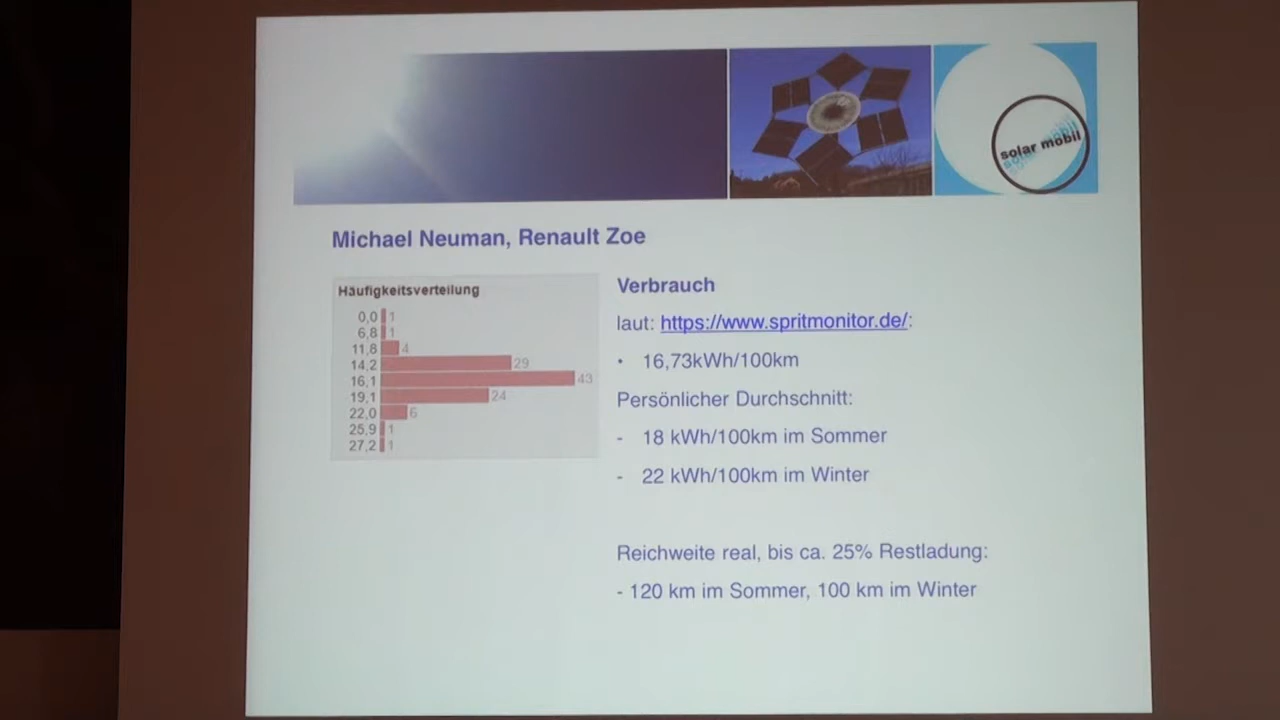 solar mobil
Michael Neuman, Renault Zoe
Häufigkeitsverteilung
0,0 1
6,8 1
11,8 4
14,2 29
16,1 43
19,1 24
22,0 6
25,9 1
27,2 1
Verbrauch
laut: https://www.spritmonitor.de/:
• 16,73kWh/100km
Persönlicher Durchschnitt:
- 18 kWh/100km im Sommer
- 22 kWh/100km im Winter
Reichweite real, bis ca. 25% Restladung:
- 120 km im Sommer, 100 km im Winter